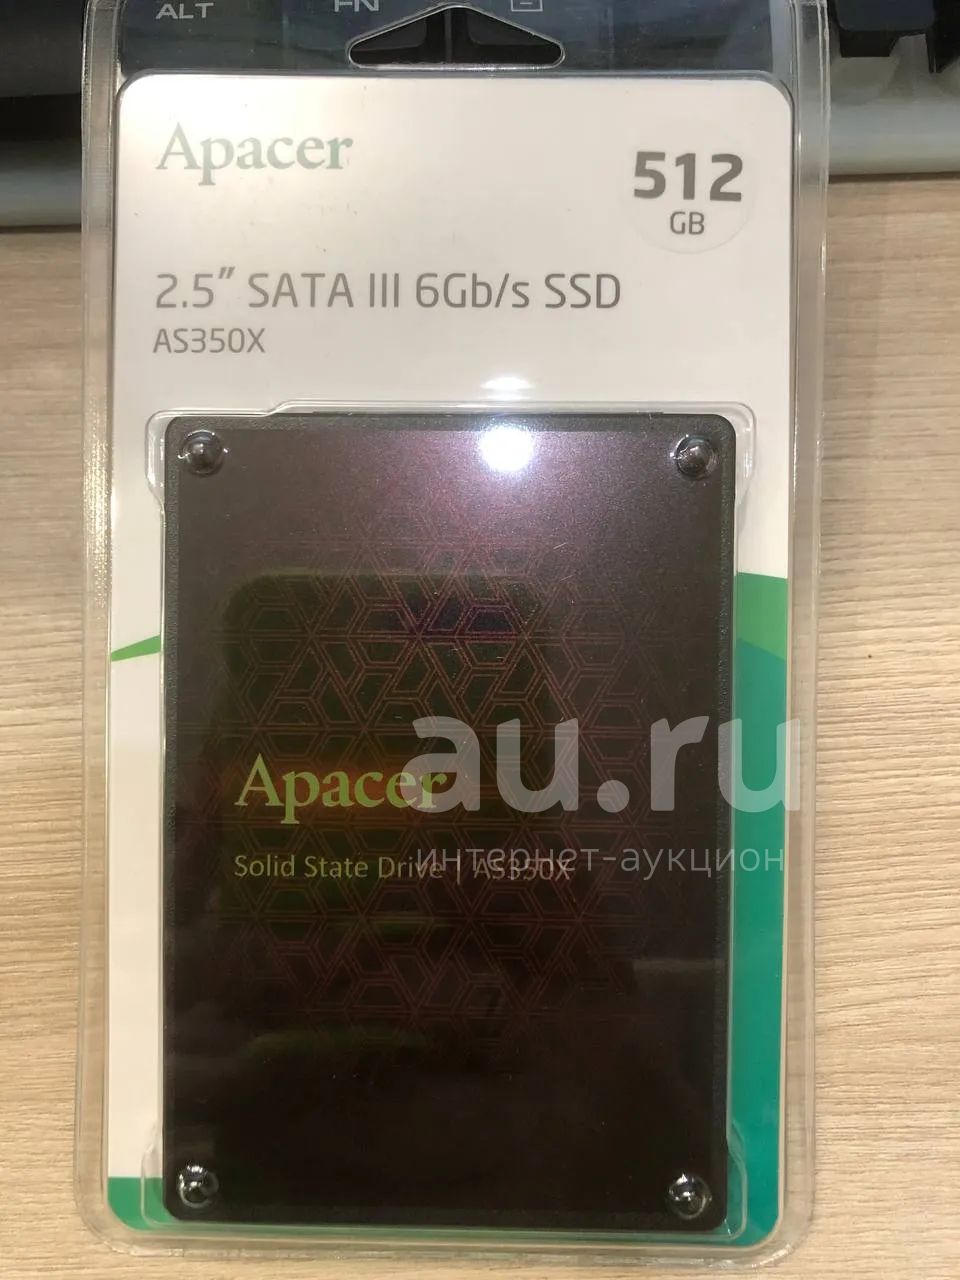 ALT FN
Apacer
512
GB
2.5" SATA III 6Gb/s SSD
AS350X
au.ru
Apacer
интернет-аукцион
Solid State Drive | AS350X